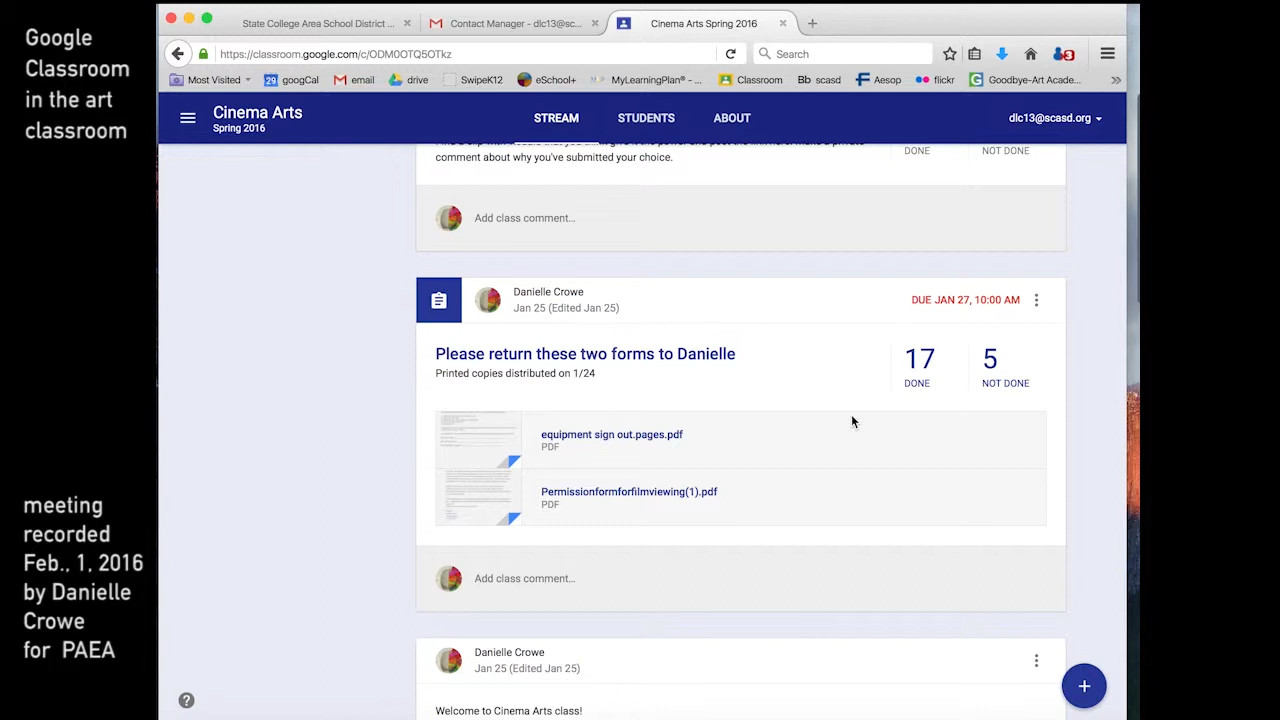 Google
Classroom
in the art
classroom
meeting
recorded
Feb., 1, 2016
by Danielle
Crowe
for PAEA
State College Area School District ...
Contact Manager - dlc13@sc...
Cinema Arts Spring 2016
https://classroom.google.com/c/ODM0OTQ5OTkz
Search
3
Most Visited
29 googCal
email
drive
SwipeK12
eSchool+
MyLearningPlan® - ...
Classroom
Bb scasd
Aesop
flickr
Goodbye-Art Acade...
Cinema Arts
Spring 2016
STREAM
STUDENTS
ABOUT
dlc13@scasd.org
comment about why you've submitted your choice.
DONE
NOT DONE
Add class comment...
Danielle Crowe
Jan 25 (Edited Jan 25)
DUE JAN 27, 10:00 AM
Please return these two forms to Danielle
Printed copies distributed on 1/24
17
DONE
5
NOT DONE
equipment sign out.pages.pdf
PDF
Permissionformforfilmviewing(1).pdf
PDF
Add class comment...
Danielle Crowe
Jan 25 (Edited Jan 25)
Welcome to Cinema Arts class!